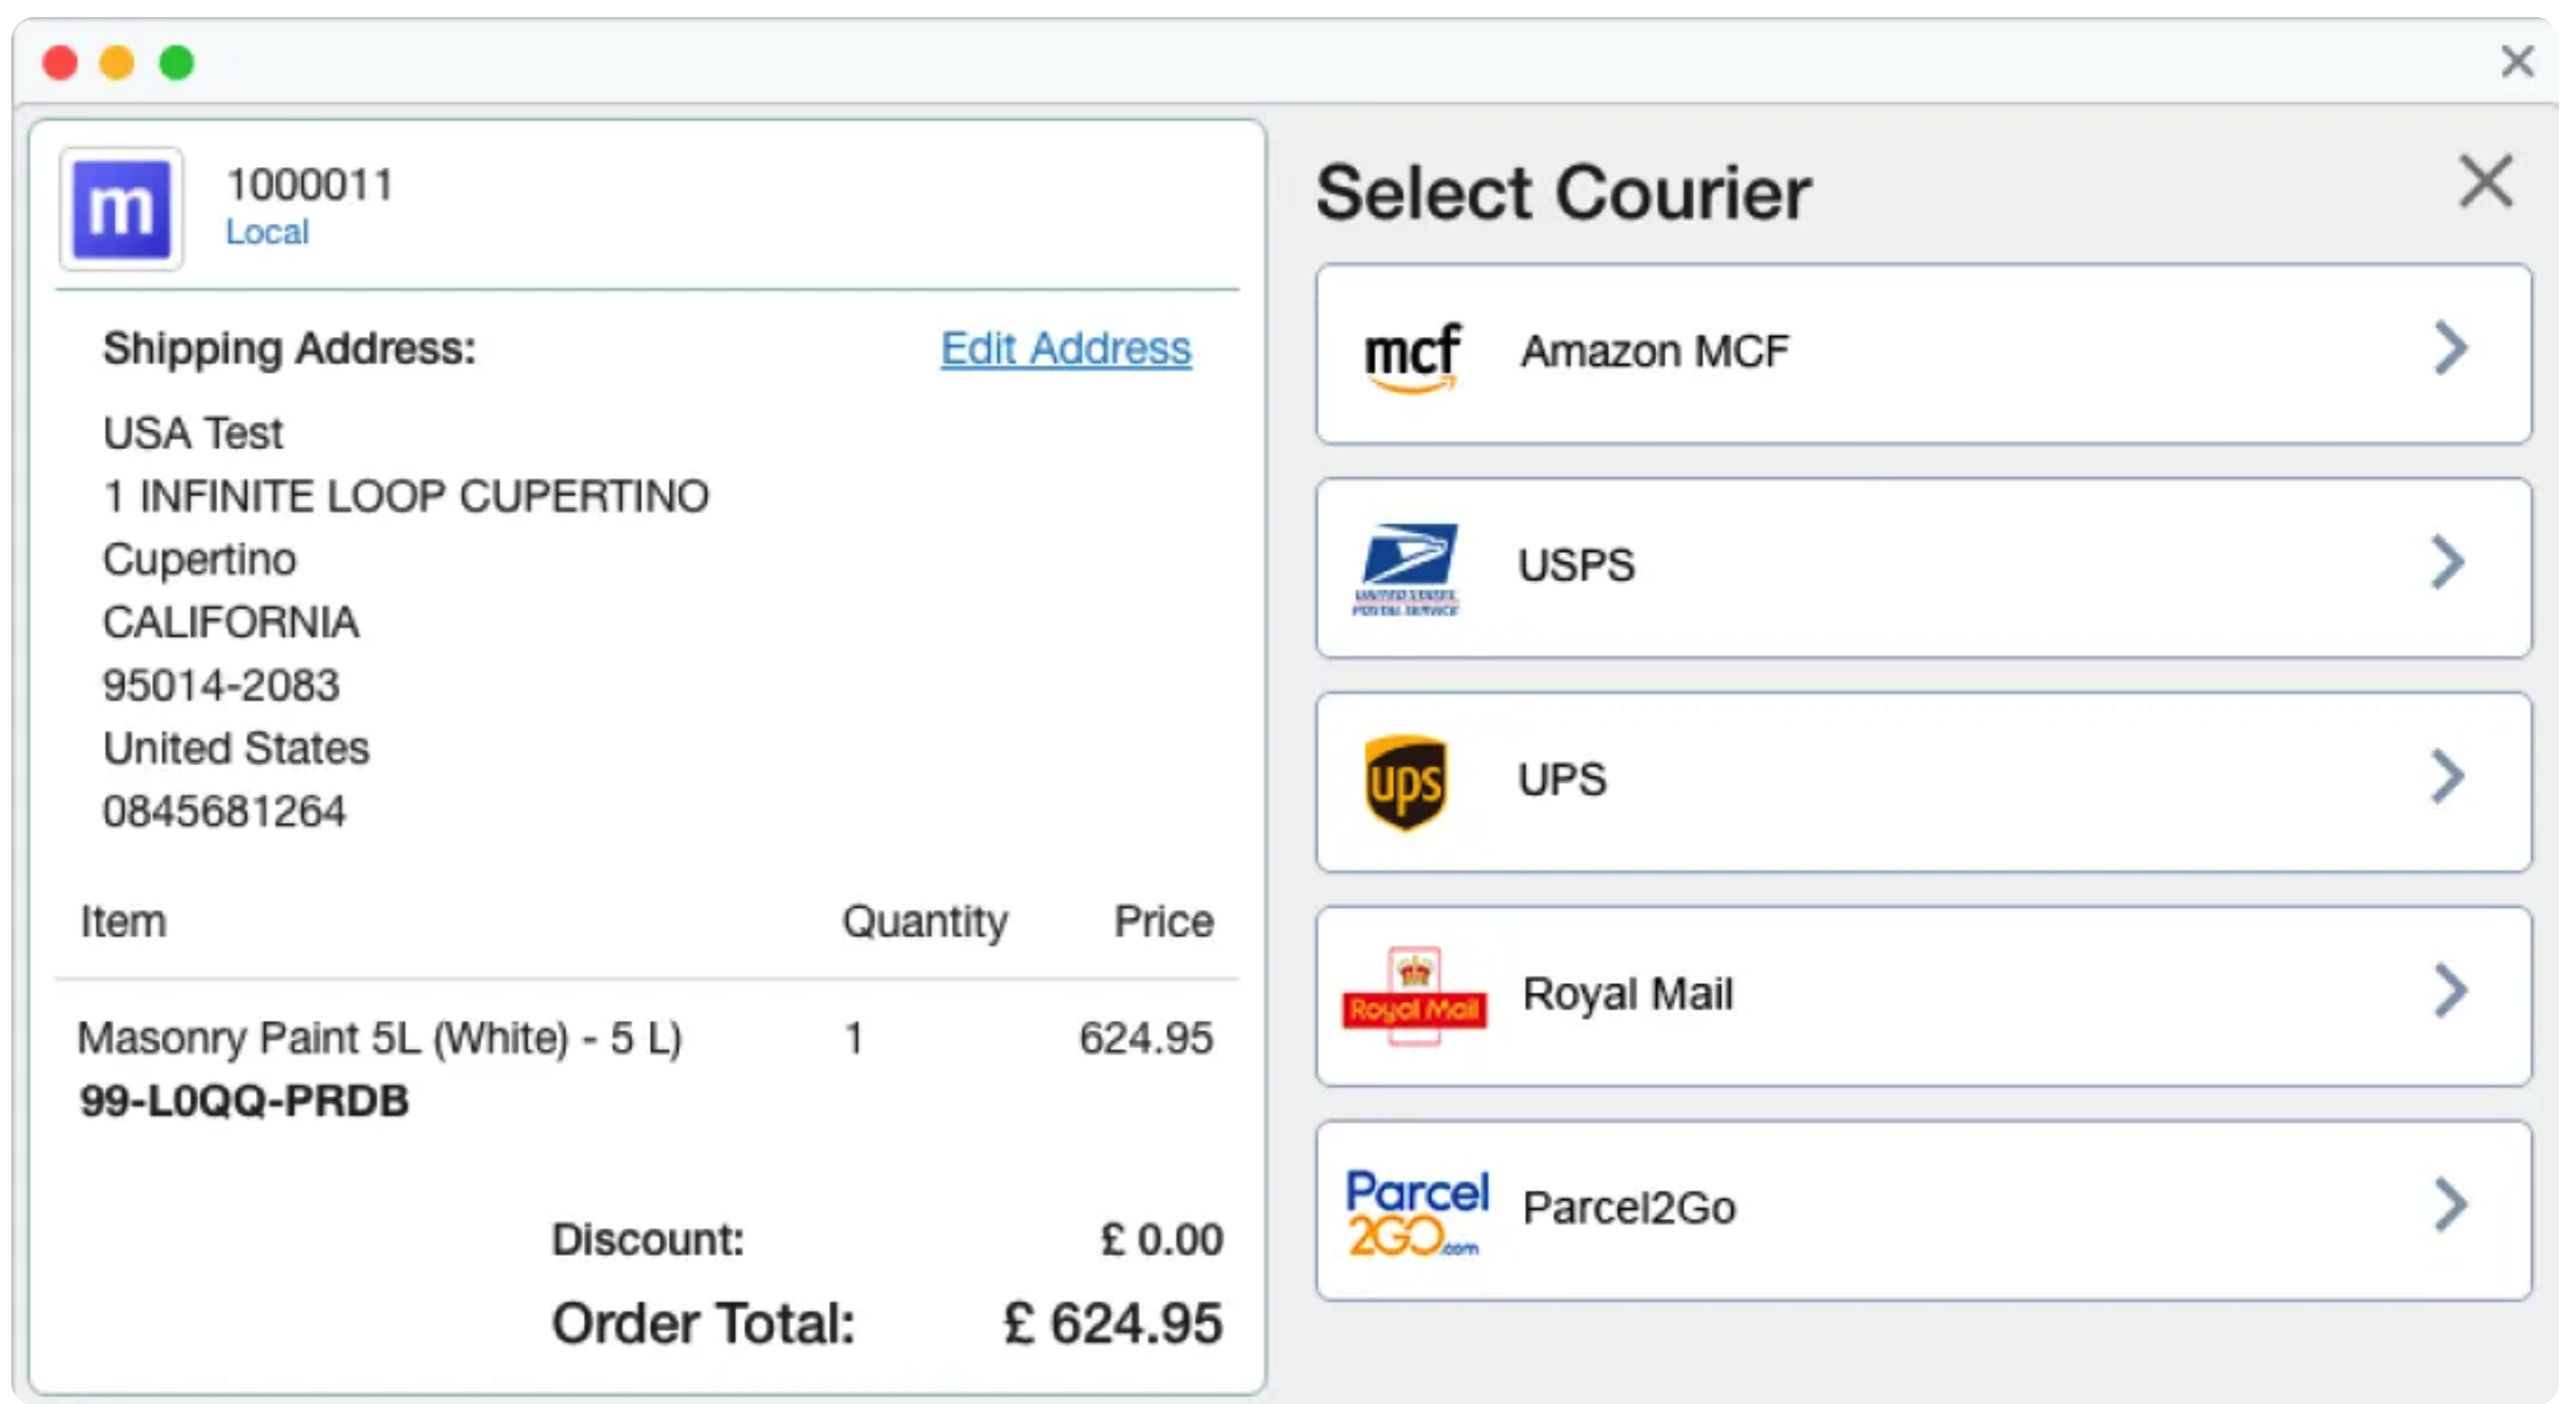 m
1000011
Local
Shipping Address:
Edit Address
USA Test
1 INFINITE LOOP CUPERTINO
Cupertino
CALIFORNIA
95014-2083
United States
0845681264
Item Quantity Price
Masonry Paint 5L (White) - 5 L) 1 624.95
99-L0QQ-PRDB
Discount: £ 0.00
Order Total: £ 624.95
Select Courier
mcf
Amazon MCF
UNITED STATES
POSTAL SERVICE
USPS
ups
UPS
Royal Mail
Royal Mail
Parcel
2GO.com
Parcel2Go